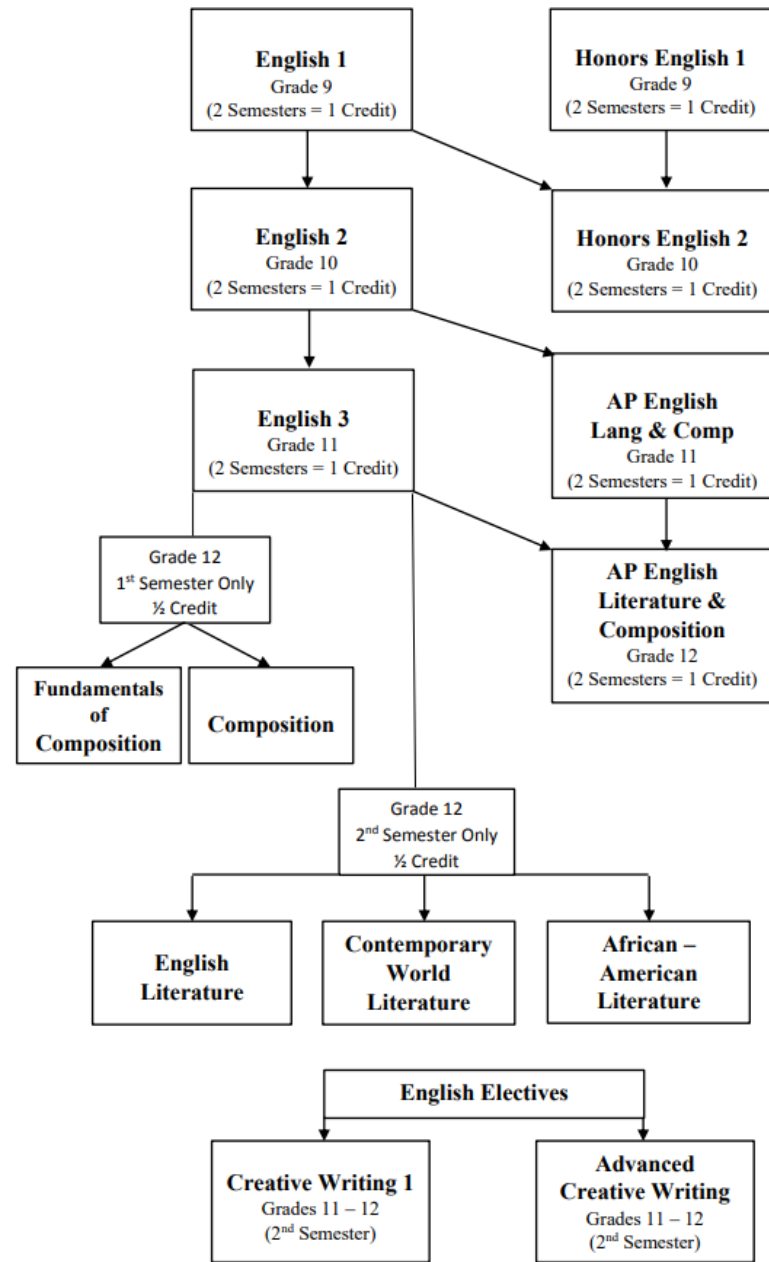 English 1
Grade 9
(2 Semesters = 1 Credit)
Honors English 1
Grade 9
(2 Semesters = 1 Credit)
English 2
Grade 10
(2 Semesters = 1 Credit)
Honors English 2
Grade 10
(2 Semesters = 1 Credit)
English 3
Grade 11
(2 Semesters = 1 Credit)
AP English
Lang & Comp
Grade 11
(2 Semesters = 1 Credit)
Grade 12
1st Semester Only
½ Credit
AP English
Literature &
Composition
Grade 12
(2 Semesters = 1 Credit)
Fundamentals
of
Composition
Composition
Grade 12
2nd Semester Only
½ Credit
English
Literature
Contemporary
World
Literature
African –
American
Literature
English Electives
Creative Writing 1
Grades 11 – 12
(2nd Semester)
Advanced
Creative Writing
Grades 11 – 12
(2nd Semester)